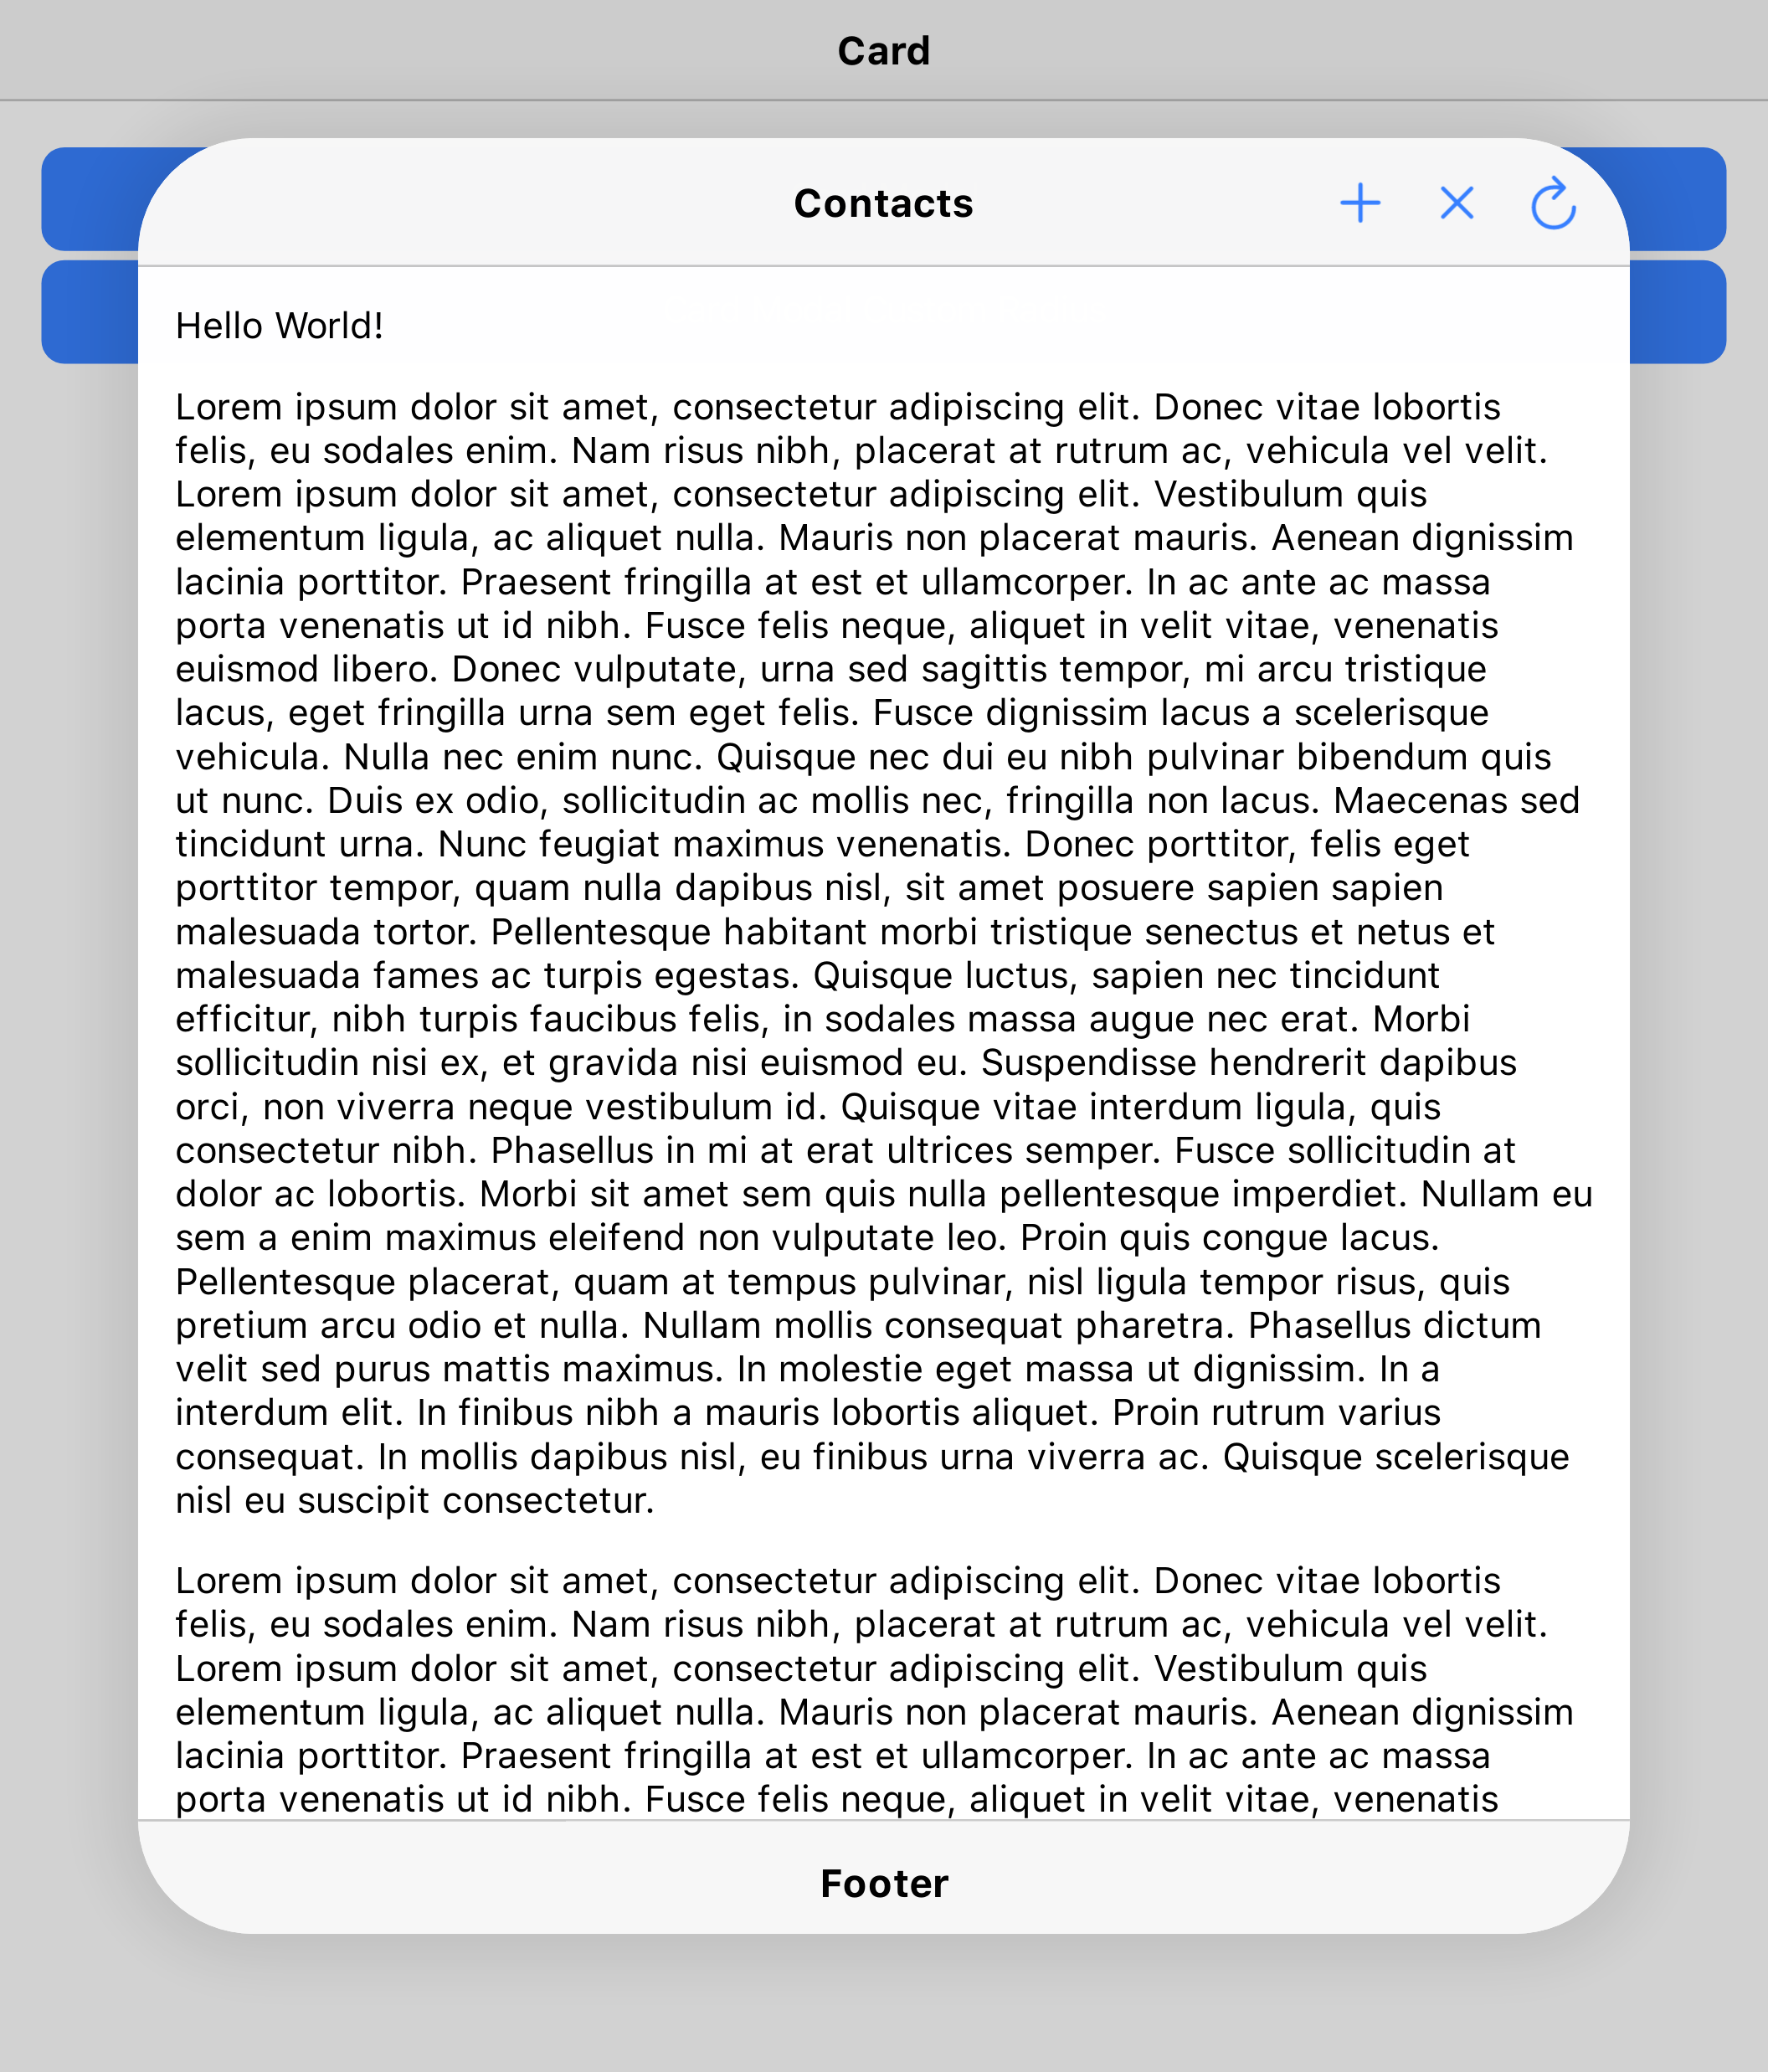 Card
Contacts
Hello World!
Lorem ipsum dolor sit amet, consectetur adipiscing elit. Donec vitae lobortis
felis, eu sodales enim. Nam risus nibh, placerat at rutrum ac, vehicula vel velit.
Lorem ipsum dolor sit amet, consectetur adipiscing elit. Vestibulum quis
elementum ligula, ac aliquet nulla. Mauris non placerat mauris. Aenean dignissim
lacinia porttitor. Praesent fringilla at est et ullamcorper. In ac ante ac massa
porta venenatis ut id nibh. Fusce felis neque, aliquet in velit vitae, venenatis
euismod libero. Donec vulputate, urna sed sagittis tempor, mi arcu tristique
lacus, eget fringilla urna sem eget felis. Fusce dignissim lacus a scelerisque
vehicula. Nulla nec enim nunc. Quisque nec dui eu nibh pulvinar bibendum quis
ut nunc. Duis ex odio, sollicitudin ac mollis nec, fringilla non lacus. Maecenas sed
tincidunt urna. Nunc feugiat maximus venenatis. Donec porttitor, felis eget
porttitor tempor, quam nulla dapibus nisl, sit amet posuere sapien sapien
malesuada tortor. Pellentesque habitant morbi tristique senectus et netus et
malesuada fames ac turpis egestas. Quisque luctus, sapien nec tincidunt
efficitur, nibh turpis faucibus felis, in sodales massa augue nec erat. Morbi
sollicitudin nisi ex, et gravida nisi euismod eu. Suspendisse hendrerit dapibus
orci, non viverra neque vestibulum id. Quisque vitae interdum ligula, quis
consectetur nibh. Phasellus in mi at erat ultrices semper. Fusce sollicitudin at
dolor ac lobortis. Morbi sit amet sem quis nulla pellentesque imperdiet. Nullam eu
sem a enim maximus eleifend non vulputate leo. Proin quis congue lacus.
Pellentesque placerat, quam at tempus pulvinar, nisl ligula tempor risus, quis
pretium arcu odio et nulla. Nullam mollis consequat pharetra. Phasellus dictum
velit sed purus mattis maximus. In molestie eget massa ut dignissim. In a
interdum elit. In finibus nibh a mauris lobortis aliquet. Proin rutrum varius
consequat. In mollis dapibus nisl, eu finibus urna viverra ac. Quisque scelerisque
nisl eu suscipit consectetur.
Lorem ipsum dolor sit amet, consectetur adipiscing elit. Donec vitae lobortis
felis, eu sodales enim. Nam risus nibh, placerat at rutrum ac, vehicula vel velit.
Lorem ipsum dolor sit amet, consectetur adipiscing elit. Vestibulum quis
elementum ligula, ac aliquet nulla. Mauris non placerat mauris. Aenean dignissim
lacinia porttitor. Praesent fringilla at est et ullamcorper. In ac ante ac massa
porta venenatis ut id nibh. Fusce felis neque, aliquet in velit vitae, venenatis
Footer